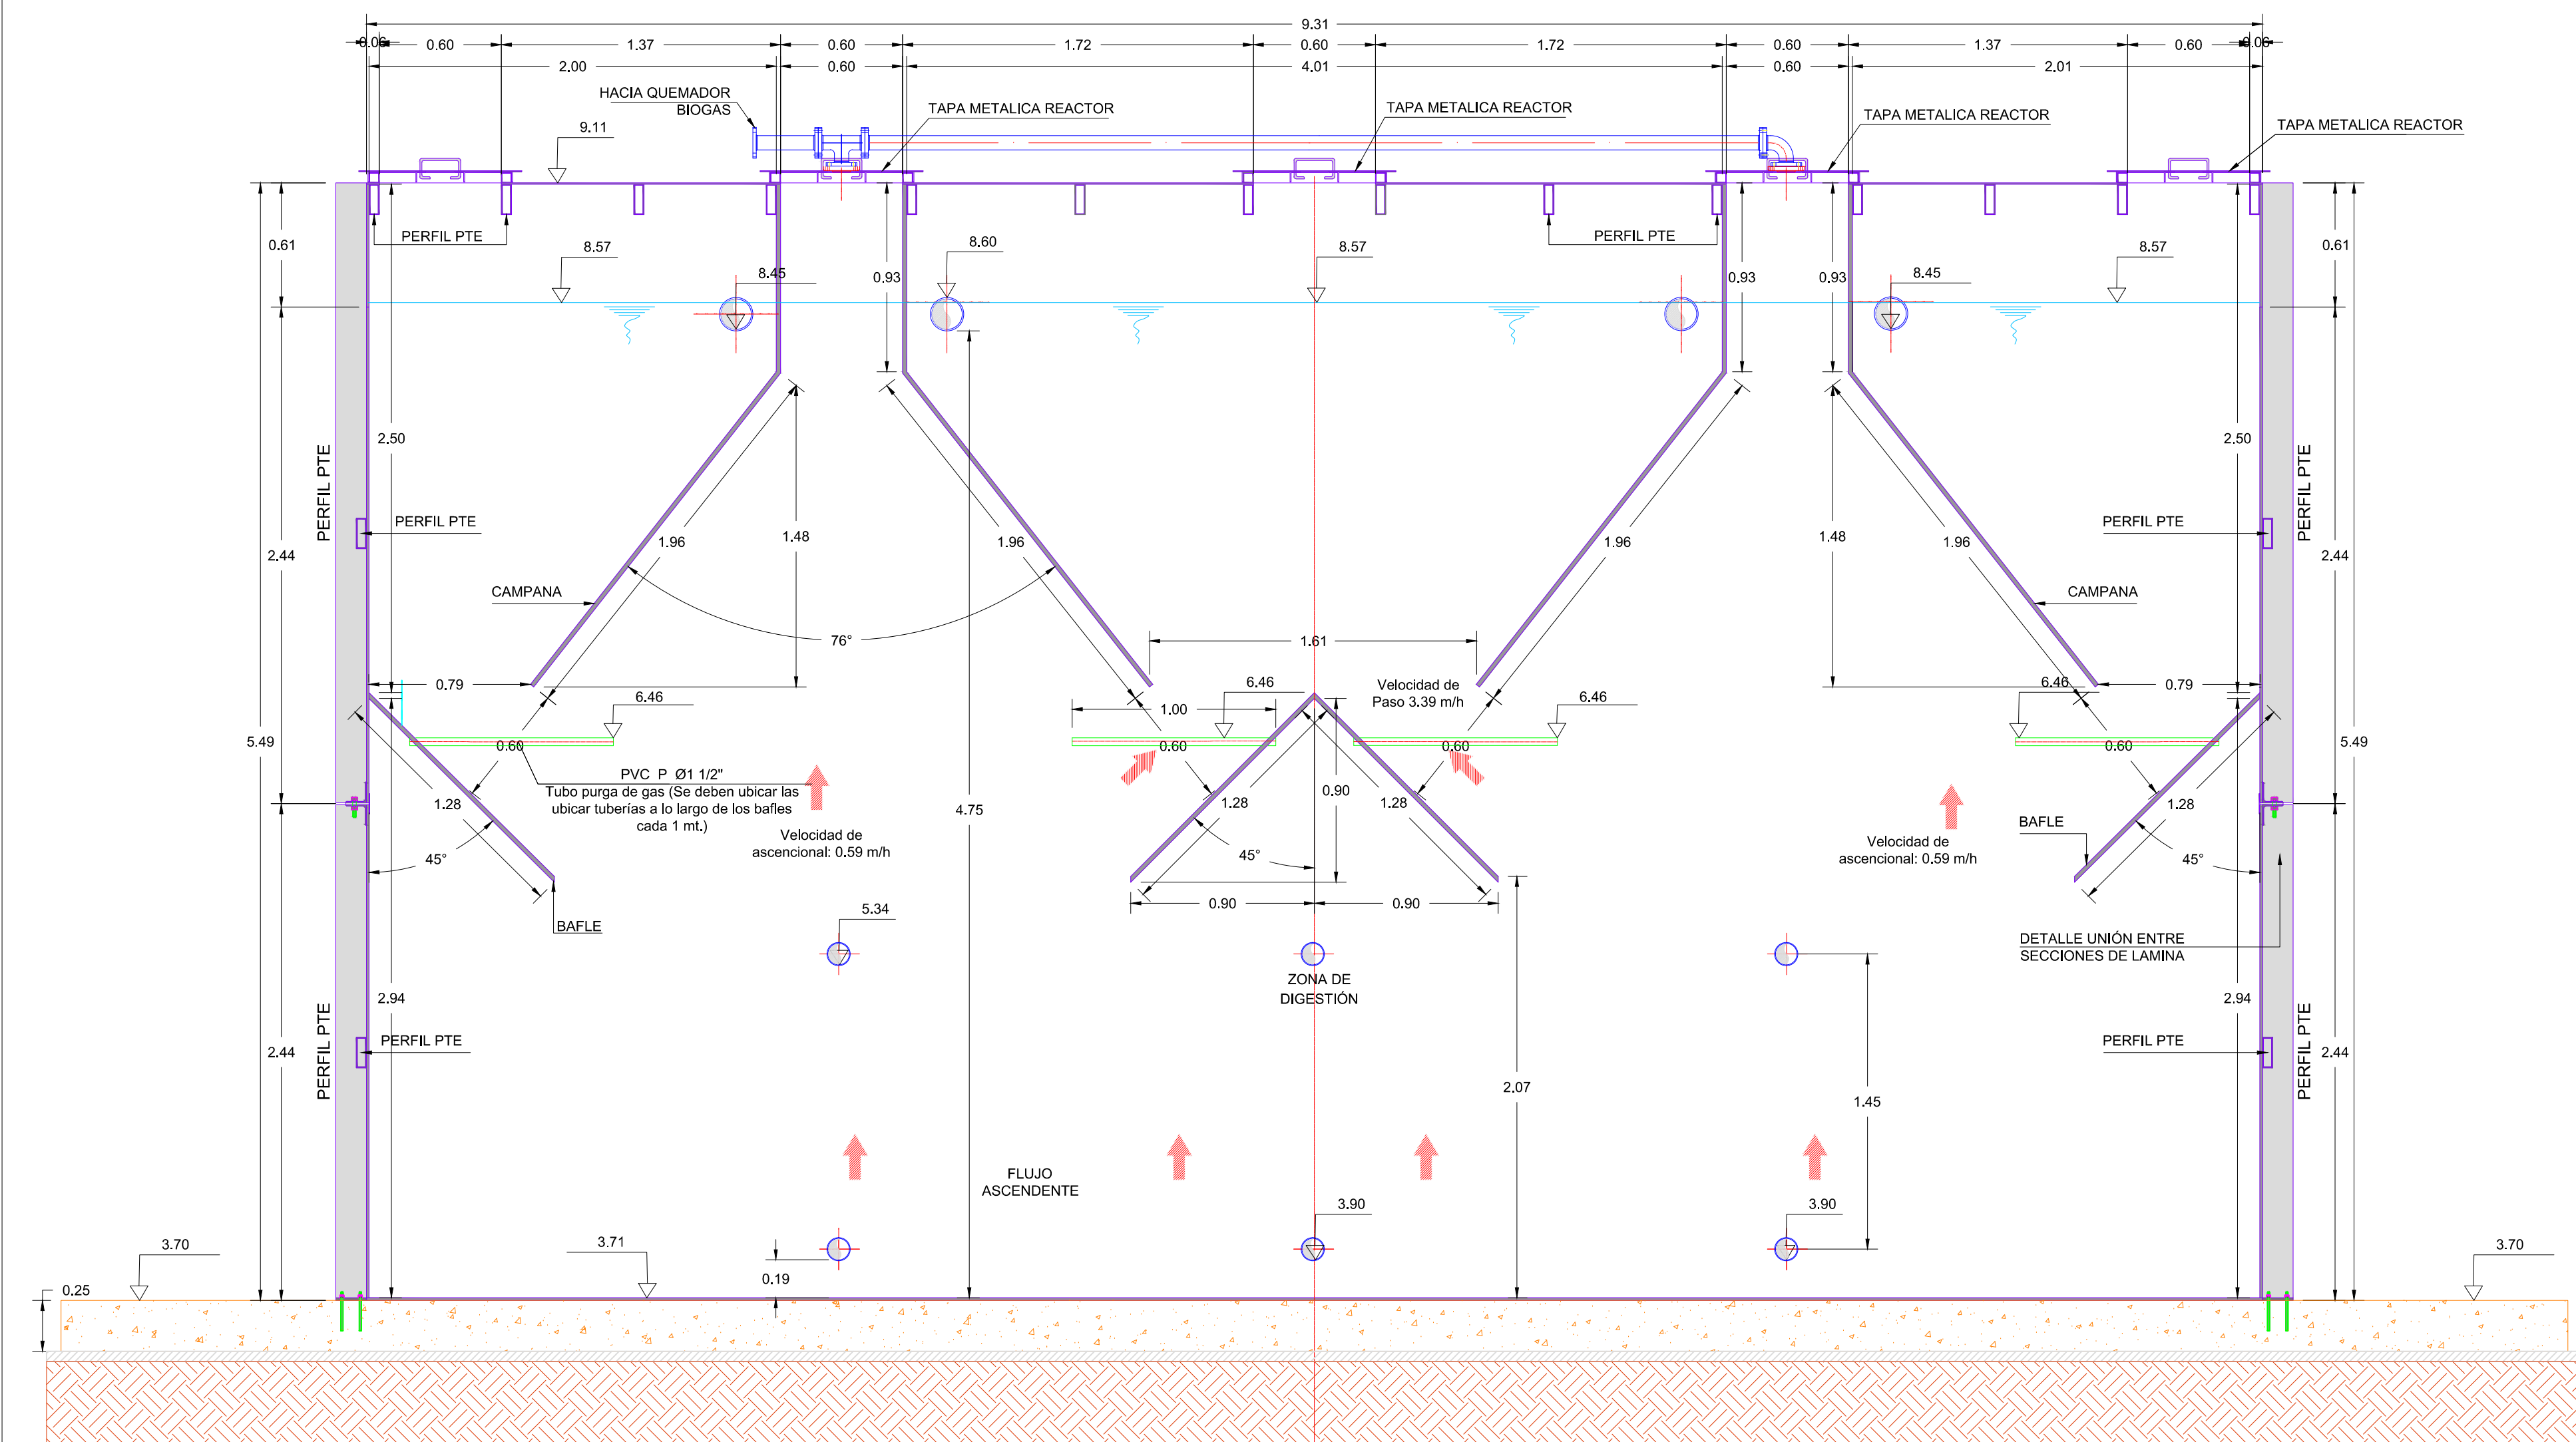 9.31
0.06
0.60
1.37
0.60
1.72
0.60
1.72
0.60
1.37
0.60
0.06
2.00
0.60
4.01
0.60
2.01
HACIA QUEMADOR
BIOGAS
TAPA METALICA REACTOR
TAPA METALICA REACTOR
TAPA METALICA REACTOR
TAPA METALICA REACTOR
9.11
PERFIL PTE
PERFIL PTE
0.61
8.57
8.60
8.57
8.57
0.61
8.45
0.93
0.93
0.93
8.45
2.50
2.50
PERFIL PTE
PERFIL PTE
PERFIL PTE
PERFIL PTE
2.44
1.96
1.48
1.96
1.96
1.48
1.96
2.44
CAMPANA
CAMPANA
76°
1.61
0.79
6.46
6.46
Velocidad de
Paso 3.39 m/h
6.46
6.46
0.79
1.00
5.49
0.60
0.60
0.60
0.60
5.49
PVC P Ø1 1/2"
Tubo purga de gas (Se deben ubicar las
ubicar tuberías a lo largo de los bafles
cada 1 mt.)
1.28
4.75
1.28
0.90
1.28
1.28
Velocidad de
ascencional: 0.59 m/h
BAFLE
Velocidad de
ascencional: 0.59 m/h
45°
45°
45°
0.90
0.90
BAFLE
5.34
DETALLE UNIÓN ENTRE
SECCIONES DE LAMINA
ZONA DE
DIGESTIÓN
2.94
2.94
PERFIL PTE
PERFIL PTE
PERFIL PTE
PERFIL PTE
2.44
2.44
2.07
1.45
FLUJO
ASCENDENTE
3.90
3.90
3.70
3.71
3.70
0.19
0.25